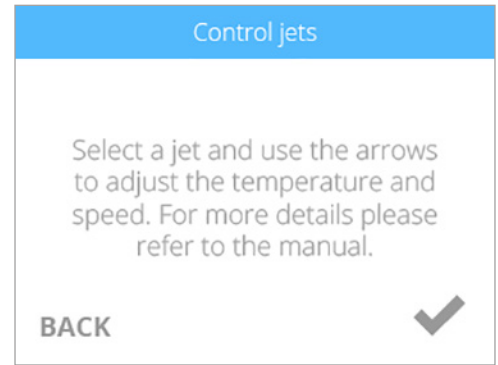 Control jets
Select a jet and use the arrows
to adjust the temperature and
speed. For more details please
refer to the manual.
BACK